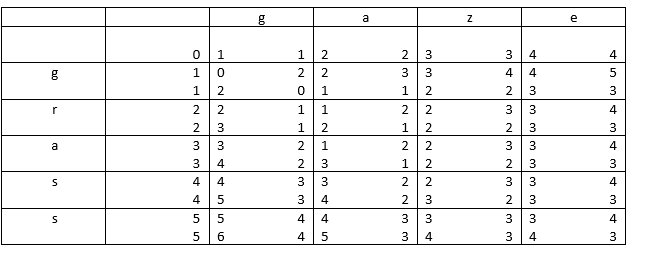 g a z e
0 1 1 2 2 3 3 4 4
g 1 0 2 2 3 3 4 4 5
1 2 0 1 1 2 2 3 3
r 2 2 1 1 2 2 3 3 4
2 3 1 2 1 2 2 3 3
a 3 3 2 1 2 2 3 3 4
3 4 2 3 1 2 2 3 3
s 4 4 3 3 2 2 3 3 4
4 5 3 4 2 3 2 3 3
s 5 5 4 4 3 3 3 3 4
5 6 4 5 3 4 3 4 3